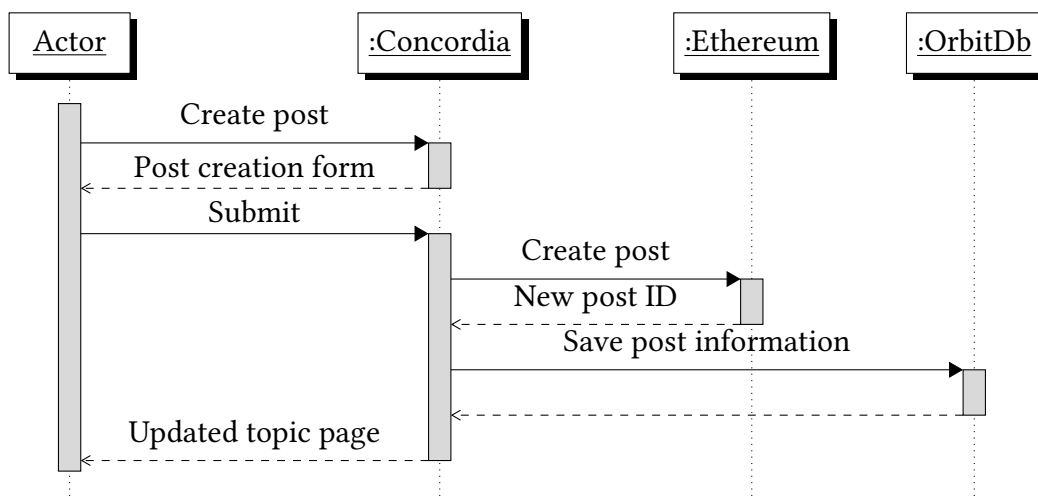 Actor
:Concordia
:Ethereum
:OrbitDb
Create post
Post creation form
Submit
Create post
New post ID
Save post information
Updated topic page